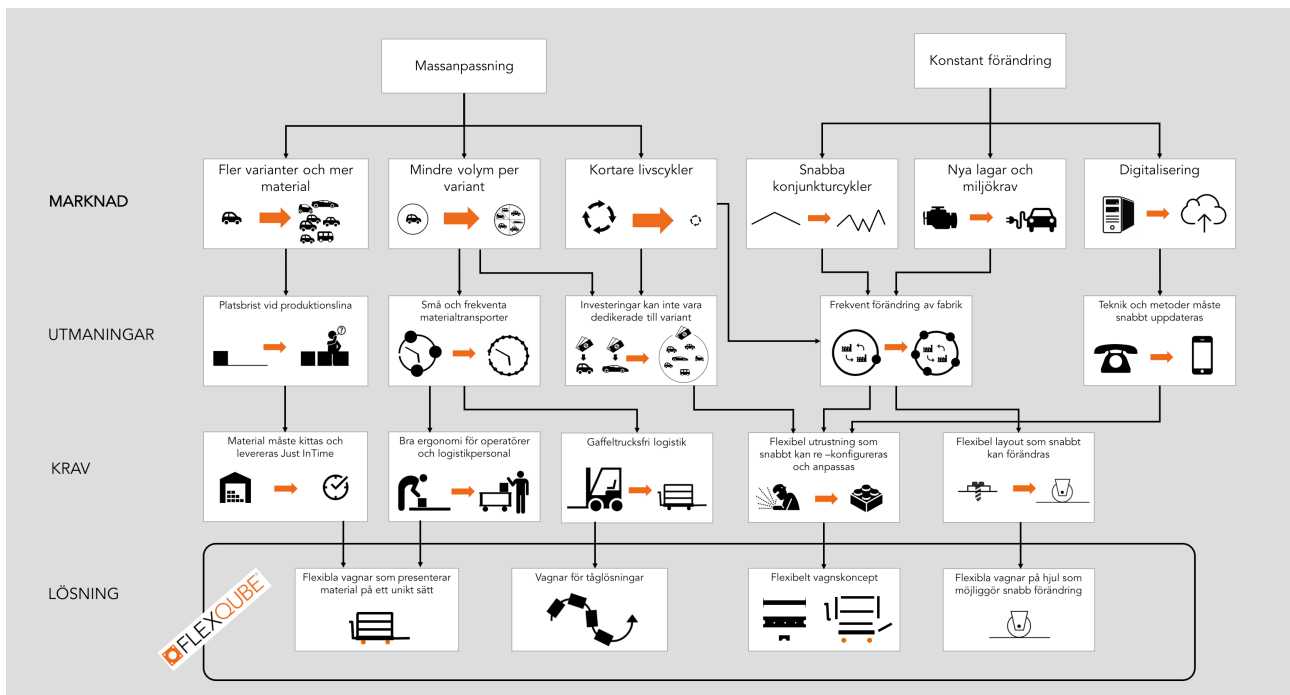 Massanpassning
Konstant förändring
MARKNAD
Fler varianter och mer
material
Mindre volym per
variant
Kortare livscykler
Snabba
konjunkturcykler
Nya lagar och
miljökrav
Digitalisering
UTMANINGAR
Platsbrist vid produktionslina
?
Små och frekventa
materialtransporter
Investeringar kan inte vara
dedikerade till variant
Frekvent förändring av fabrik
Teknik och metoder måste
snabbt uppdateras
KRAV
Material måste kittas och
levereras Just InTime
Bra ergonomi för operatörer
och logistikpersonal
Gaffeltrucksfri logistik
Flexibel utrustning som
snabbt kan re –konfigureras
och anpassas
Flexibel layout som snabbt
kan förändras
LÖSNING
FLEXQUBE
Flexibla vagnar som presenterar
material på ett unikt sätt
Vagnar för tåglösningar
Flexibelt vagnskoncept
Flexibla vagnar på hjul som
möjliggör snabb förändring